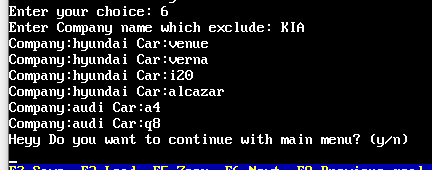 Enter your choice: 6
Enter Company name which exclude: KIA
Company:hyundai Car:venue
Company:hyundai Car:verna
Company:hyundai Car:i20
Company:hyundai Car:alcazar
Company:audi Car:a4
Company:audi Car:q8
Heyy Do you want to continue with main menu? (y/n)